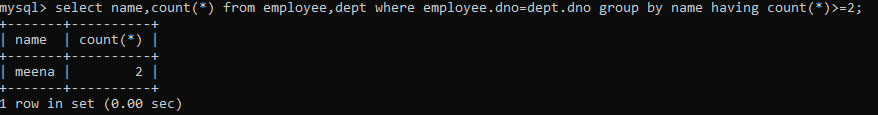 mysql> select name,count(*) from employee,dept where employee.dno=dept.dno group by name having count(*)>=2;
+-------+----------+
| name  | count(*) |
+-------+----------+
| meena |        2 |
+-------+----------+
1 row in set (0.00 sec)